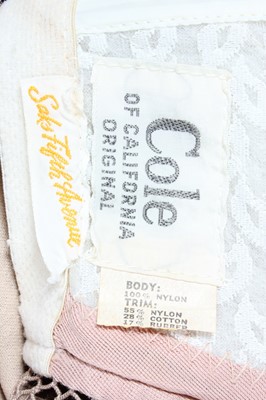 Saks Fifth Avenue
Cole
OF CALIFORNIA
ORIGINAL
BODY:
100% NYLON
TRIM:
55% NYLON
28% COTTON
17% RUBBER